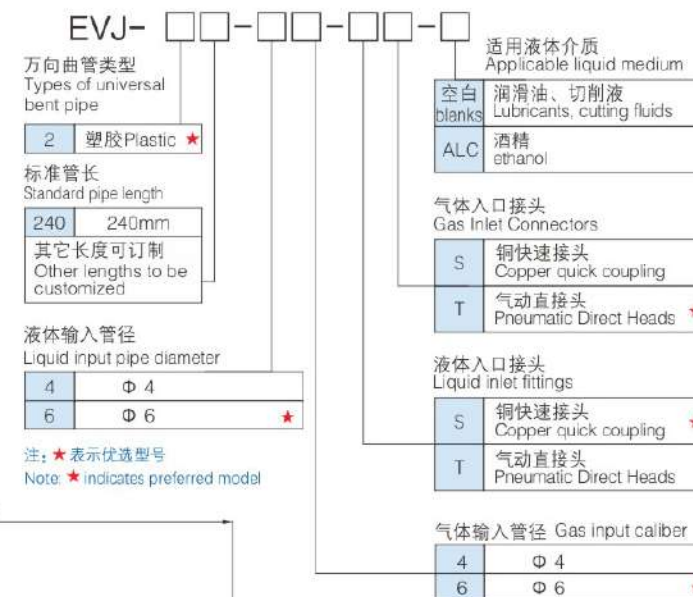 EVJ- □□-□□-□□-□
万向曲管类型
Types of universal
bent pipe
2 塑胶Plastic ★
标准管长
Standard pipe length
240 240mm
其它长度可订制
Other lengths to be
customized
液体输入管径
Liquid input pipe diameter
4 Φ 4
6 Φ 6 ★
注：★表示优选型号
Note: ★ indicates preferred model
适用液体介质
Applicable liquid medium
空白 润滑油、切削液
blanks Lubricants, cutting fluids
ALC 酒精
ethanol
气体入口接头
Gas Inlet Connectors
S 铜快速接头
Copper quick coupling
T 气动直接头
Pneumatic Direct Heads ★
液体入口接头
Liquid inlet fittings
S 铜快速接头
Copper quick coupling ★
T 气动直接头
Pneumatic Direct Heads
气体输入管径 Gas input caliber
4 Φ 4
6 Φ 6 ★